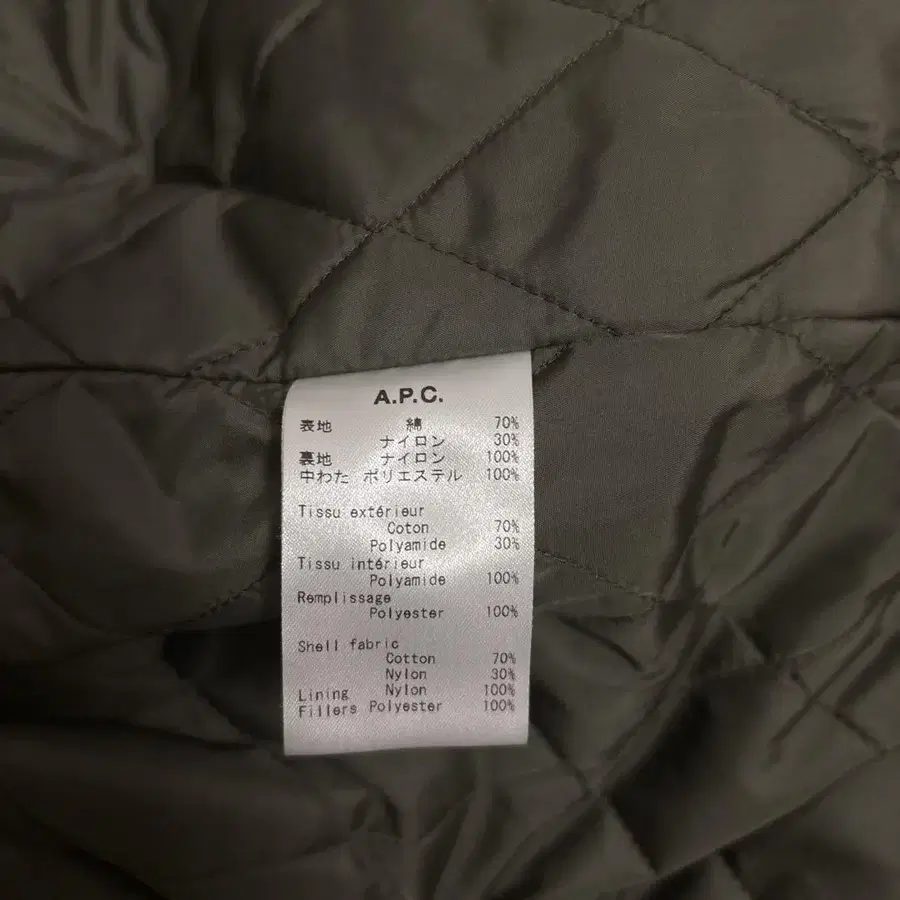 A.P.C.
表地 綿 70%
ナイロン 30%
裏地 ナイロン 100%
中わた ポリエステル 100%
Tissu extérieur
Coton 70%
Polyamide 30%
Tissu intérieur
Polyamide 100%
Remplissage
Polyester 100%
Shell fabric
Cotton 70%
Nylon 30%
Lining Nylon 100%
Fillers Polyester 100%